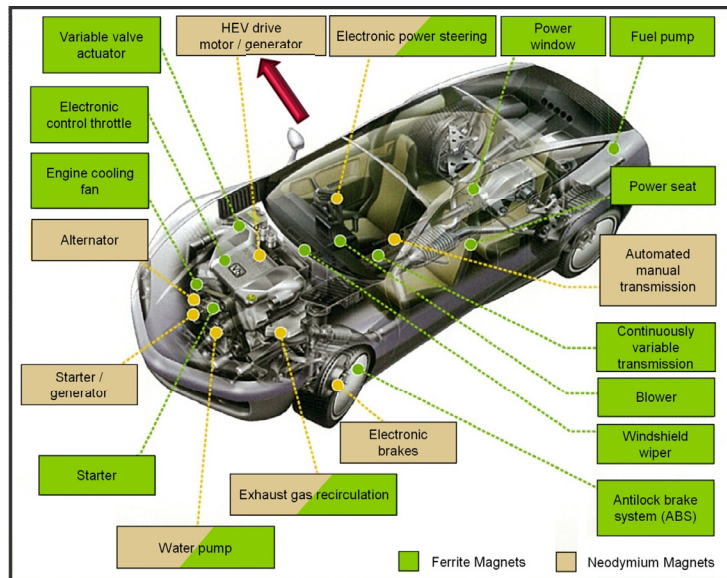 Variable valve
actuator
HEV drive
motor / generator
Electronic power steering
Power
window
Fuel pump
Electronic
control throttle
Engine cooling
fan
Alternator
Power seat
Automated
manual
transmission
Continuously
variable
transmission
Starter /
generator
Blower
Electronic
brakes
Windshield
wiper
Starter
Exhaust gas recirculation
Antilock brake
system (ABS)
Water pump
Ferrite Magnets
Neodymium Magnets